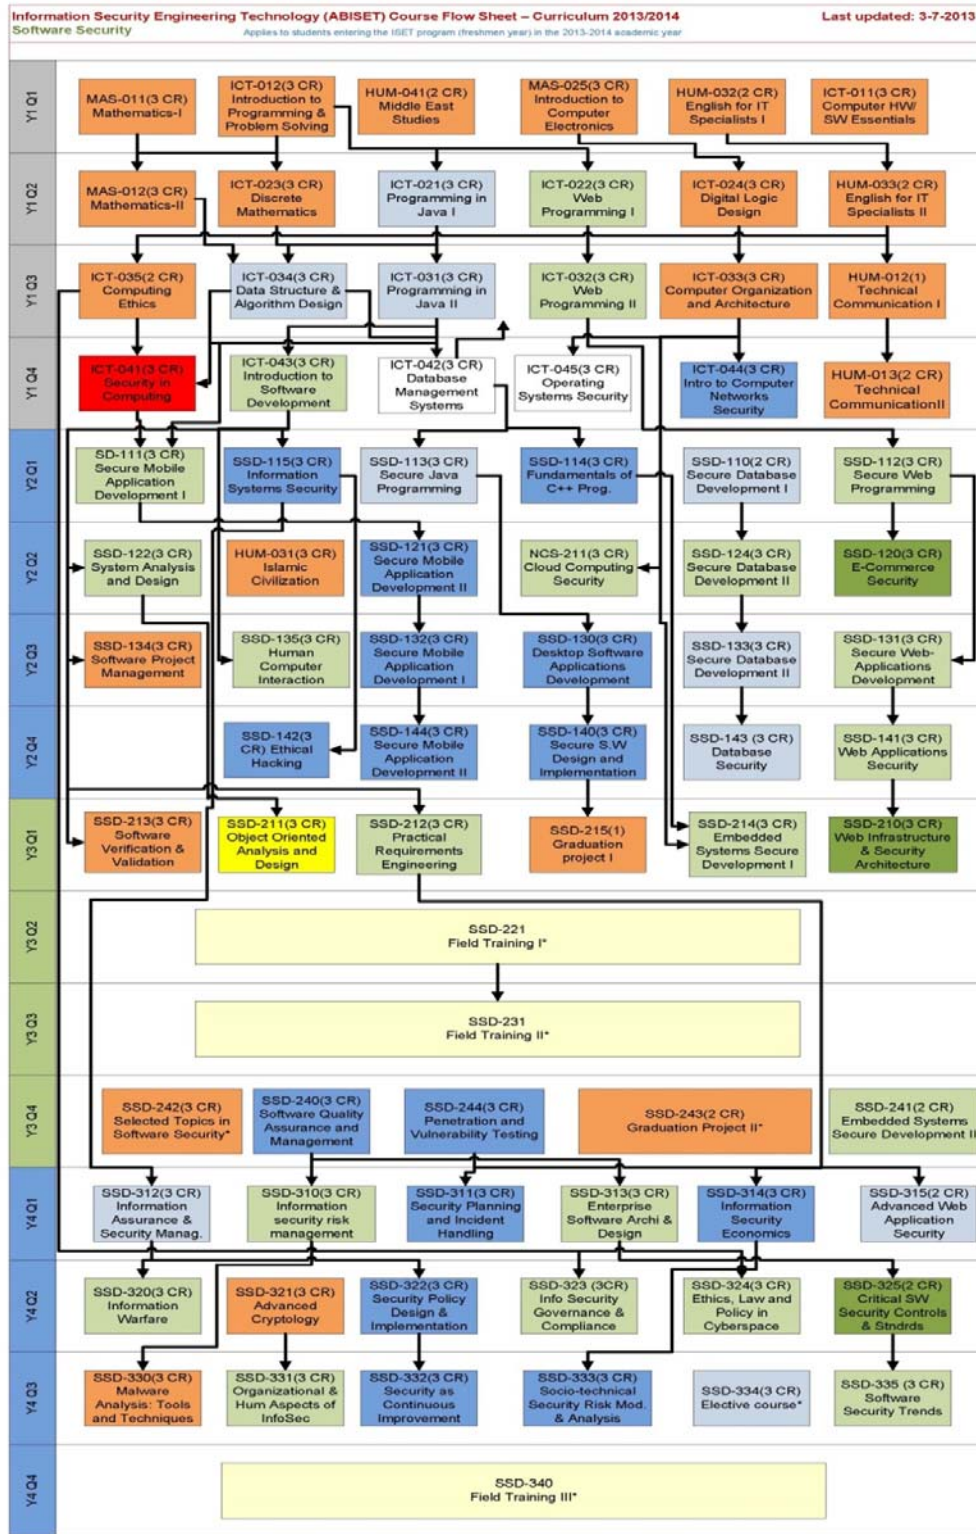 Information Security Engineering Technology (ABISET) Course Flow Sheet – Curriculum 2013/2014
Last updated: 3-7-2013
Software Security
Applies to students entering the ISET program (freshmen year) in the 2013-2014 academic year
Y1 Q1
MAS-011(3 CR)
Mathematics-I
ICT-012(3 CR)
Introduction to
Programming &
Problem Solving
HUM-041(2 CR)
Middle East
Studies
MAS-025(3 CR)
Introduction to
Computer
Electronics
HUM-032(2 CR)
English for IT
Specialists I
ICT-011(3 CR)
Computer HW/
SW Essentials
Y1 Q2
MAS-012(3 CR)
Mathematics-II
ICT-023(3 CR)
Discrete
Mathematics
ICT-021(3 CR)
Programming in
Java I
ICT-022(3 CR)
Web
Programming I
ICT-024(3 CR)
Digital Logic
Design
HUM-033(2 CR)
English for IT
Specialists II
Y1 Q3
ICT-035(2 CR)
Computing
Ethics
ICT-034(3 CR)
Data Structure &
Algorithm Design
ICT-031(3 CR)
Programming in
Java II
ICT-032(3 CR)
Web
Programming II
ICT-033(3 CR)
Computer Organization
and Architecture
HUM-012(1)
Technical
Communication I
Y1 Q4
ICT-041(3 CR)
Security in
Computing
ICT-043(3 CR)
Introduction to
Software
Development
ICT-042(3 CR)
Database
Management
Systems
ICT-045(3 CR)
Operating
Systems Security
ICT-044(3 CR)
Intro to Computer
Networks
Security
HUM-013(2 CR)
Technical
CommunicationII
Y2 Q1
SD-111(3 CR)
Secure Mobile
Application
Development I
SSD-115(3 CR)
Information
Systems Security
SSD-113(3 CR)
Secure Java
Programming
SSD-114(3 CR)
Fundamentals of
C++ Prog.
SSD-110(2 CR)
Secure Database
Development I
SSD-112(3 CR)
Secure Web
Programming
Y2 Q2
SSD-122(3 CR)
System Analysis
and Design
HUM-031(3 CR)
Islamic
Civilization
SSD-121(3 CR)
Secure Mobile
Application
Development II
NCS-211(3 CR)
Cloud Computing
Security
SSD-124(3 CR)
Secure Database
Development II
SSD-120(3 CR)
E-Commerce
Security
Y2 Q3
SSD-134(3 CR)
Software Project
Management
SSD-135(3 CR)
Human
Computer
Interaction
SSD-132(3 CR)
Secure Mobile
Application
Development I
SSD-130(3 CR)
Desktop Software
Applications
Development
SSD-133(3 CR)
Secure Database
Development II
SSD-131(3 CR)
Secure Web-
Applications
Development
Y2 Q4
SSD-142(3
CR) Ethical
Hacking
SSD-144(3 CR)
Secure Mobile
Application
Development II
SSD-140(3 CR)
Secure S.W
Design and
Implementation
SSD-143 (3 CR)
Database
Security
SSD-141(3 CR)
Web Applications
Security
Y3 Q1
SSD-213(3 CR)
Software
Verification &
Validation
SSD-211(3 CR)
Object Oriented
Analysis and
Design
SSD-212(3 CR)
Practical
Requirements
Engineering
SSD-215(1)
Graduation
project I
SSD-214(3 CR)
Embedded
Systems Secure
Development I
SSD-210(3 CR)
Web Infrastructure
& Security
Architecture
Y3 Q2
SSD-221
Field Training I*
Y3 Q3
SSD-231
Field Training II*
Y3 Q4
SSD-242(3 CR)
Selected Topics in
Software Security*
SSD-240(3 CR)
Software Quality
Assurance and
Management
SSD-244(3 CR)
Penetration and
Vulnerability Testing
SSD-243(2 CR)
Graduation Project II*
SSD-241(2 CR)
Embedded Systems
Secure Development II
Y4 Q1
SSD-312(3 CR)
Information
Assurance &
Security Manag.
SSD-310(3 CR)
Information
security risk
management
SSD-311(3 CR)
Security Planning
and Incident
Handling
SSD-313(3 CR)
Enterprise
Software Archi &
Design
SSD-314(3 CR)
Information
Security
Economics
SSD-315(2 CR)
Advanced Web
Application
Security
Y4 Q2
SSD-320(3 CR)
Information
Warfare
SSD-321(3 CR)
Advanced
Cryptology
SSD-322(3 CR)
Security Policy
Design &
Implementation
SSD-323 (3CR)
Info Security
Governance &
Compliance
SSD-324(3 CR)
Ethics, Law and
Policy in
Cyberspace
SSD-325(2 CR)
Critical SW
Security Controls
& Stndrds
Y4 Q3
SSD-330(3 CR)
Malware
Analysis: Tools
and Techniques
SSD-331(3 CR)
Organizational &
Hum Aspects of
InfoSec
SSD-332(3 CR)
Security as
Continuous
Improvement
SSD-333(3 CR)
Socio-technical
Security Risk Mod.
& Analysis
SSD-334(3 CR)
Elective course*
SSD-335 (3 CR)
Software
Security Trends
Y4 Q4
SSD-340
Field Training III*